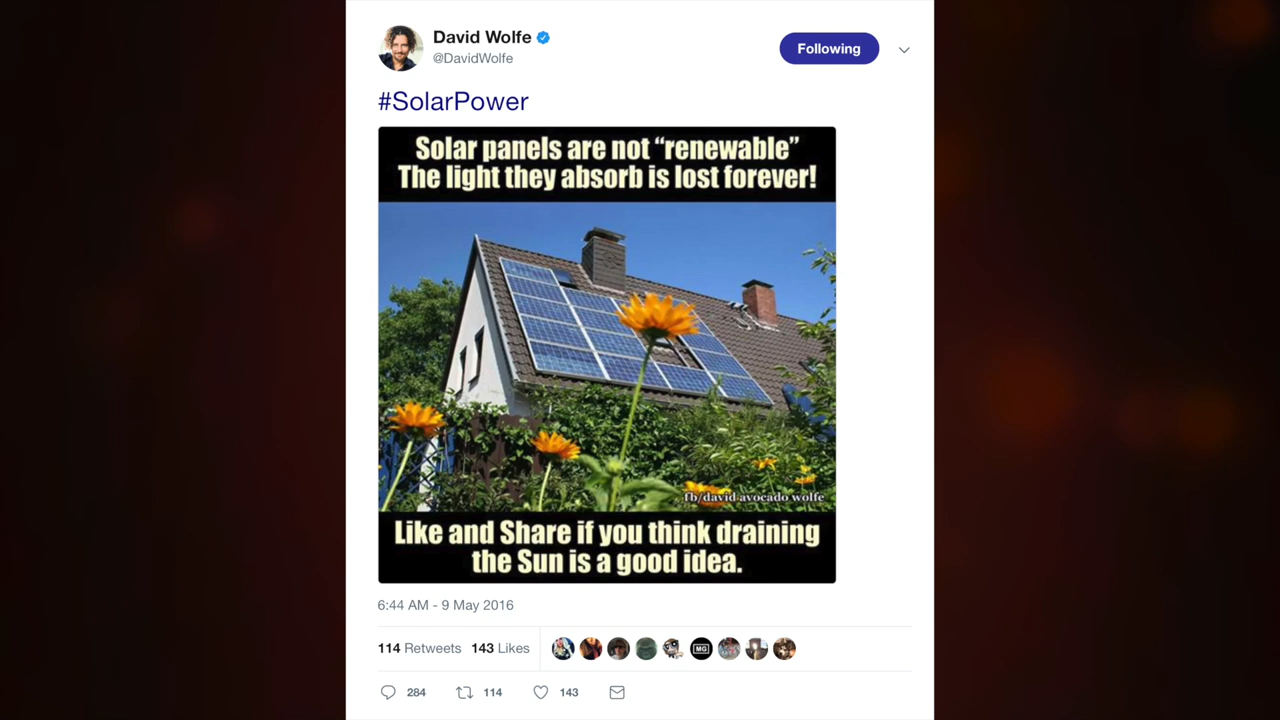 David Wolfe
@DavidWolfe
Following
#SolarPower
Solar panels are not “renewable”
The light they absorb is lost forever!
fb/david avocado wolfe
Like and Share if you think draining
the Sun is a good idea.
6:44 AM - 9 May 2016
114 Retweets 143 Likes
MG
284 114 143